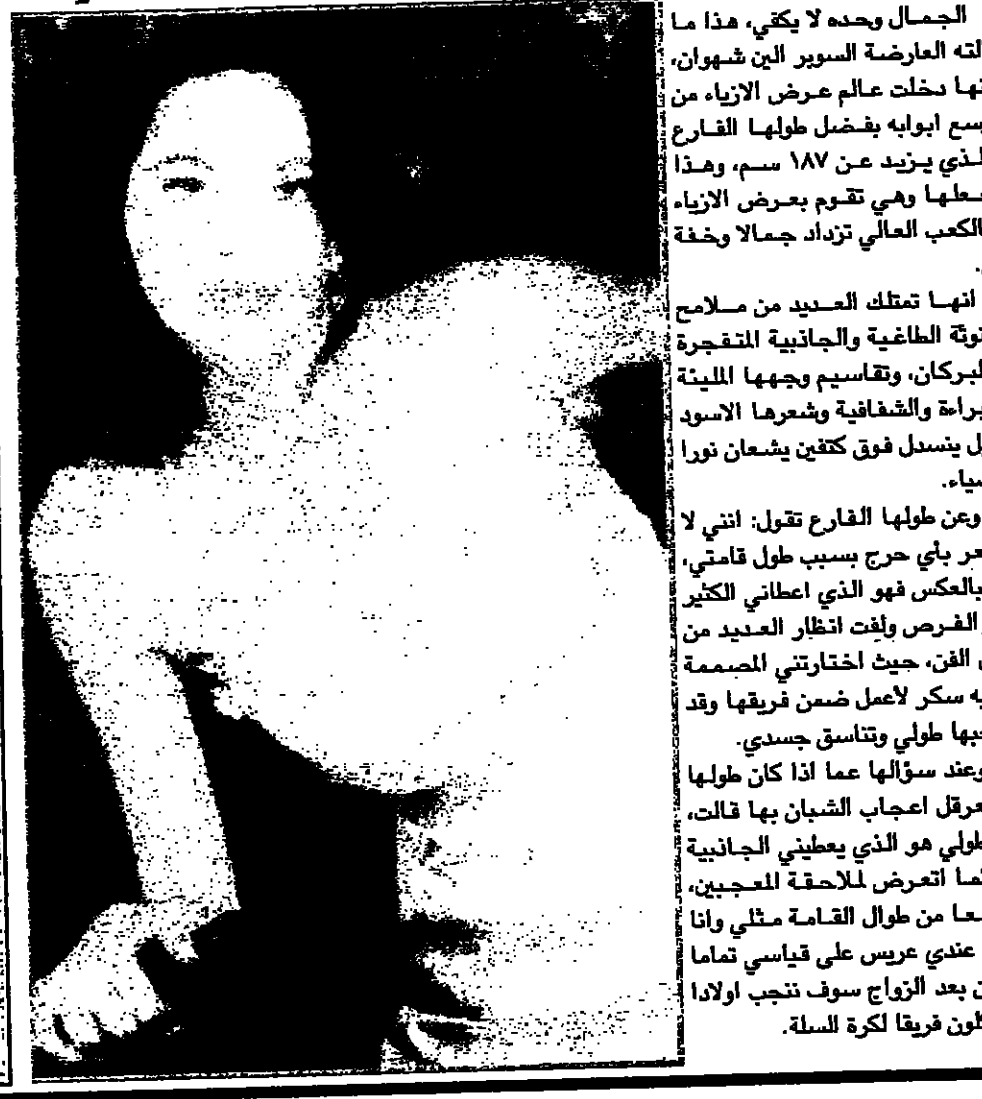 الجمال وحده لا يكفي، هذا ما
لته العارضة السوبر الين شهوان،
نها دخلت عالم عرض الازياء من
سع ابوابه بفضل طولها الفارع
لذي يزيد عن ١٨٧ سم، وهذا
علها وهي تقوم بعرض الازياء
الكعب العالي تزداد جمالا وخفة
.
انها تمتلك العديد من ملامح
نوثة الطاغية والجاذبية المتفجرة
لبركان، وتقاسيم وجهها المليئة
براءة والشفافية وشعرها الاسود
ل ينسدل فوق كتفين يشعان نورا
سياء.
وعن طولها الفارع تقول: انني لا
عر بأي حرج بسبب طول قامتي،
بالعكس فهو الذي اعطاني الكثير
الفرص ولفت انظار العديد من
ل الفن، حيث اختارتني المصممة
يه سكر لأعمل ضمن فريقها وقد
جبها طولي وتناسق جسدي.
وعند سؤالها عما اذا كان طولها
عرقل اعجاب الشبان بها قالت،
طولي هو الذي يعطيني الجاذبية
ئما اتعرض لملاحقة المعجبين،
عا من طوال القامة مثلي وانا
عندي عريس على قياسي تماما
ن بعد الزواج سوف ننجب اولادا
كلون فريقا لكرة السلة.